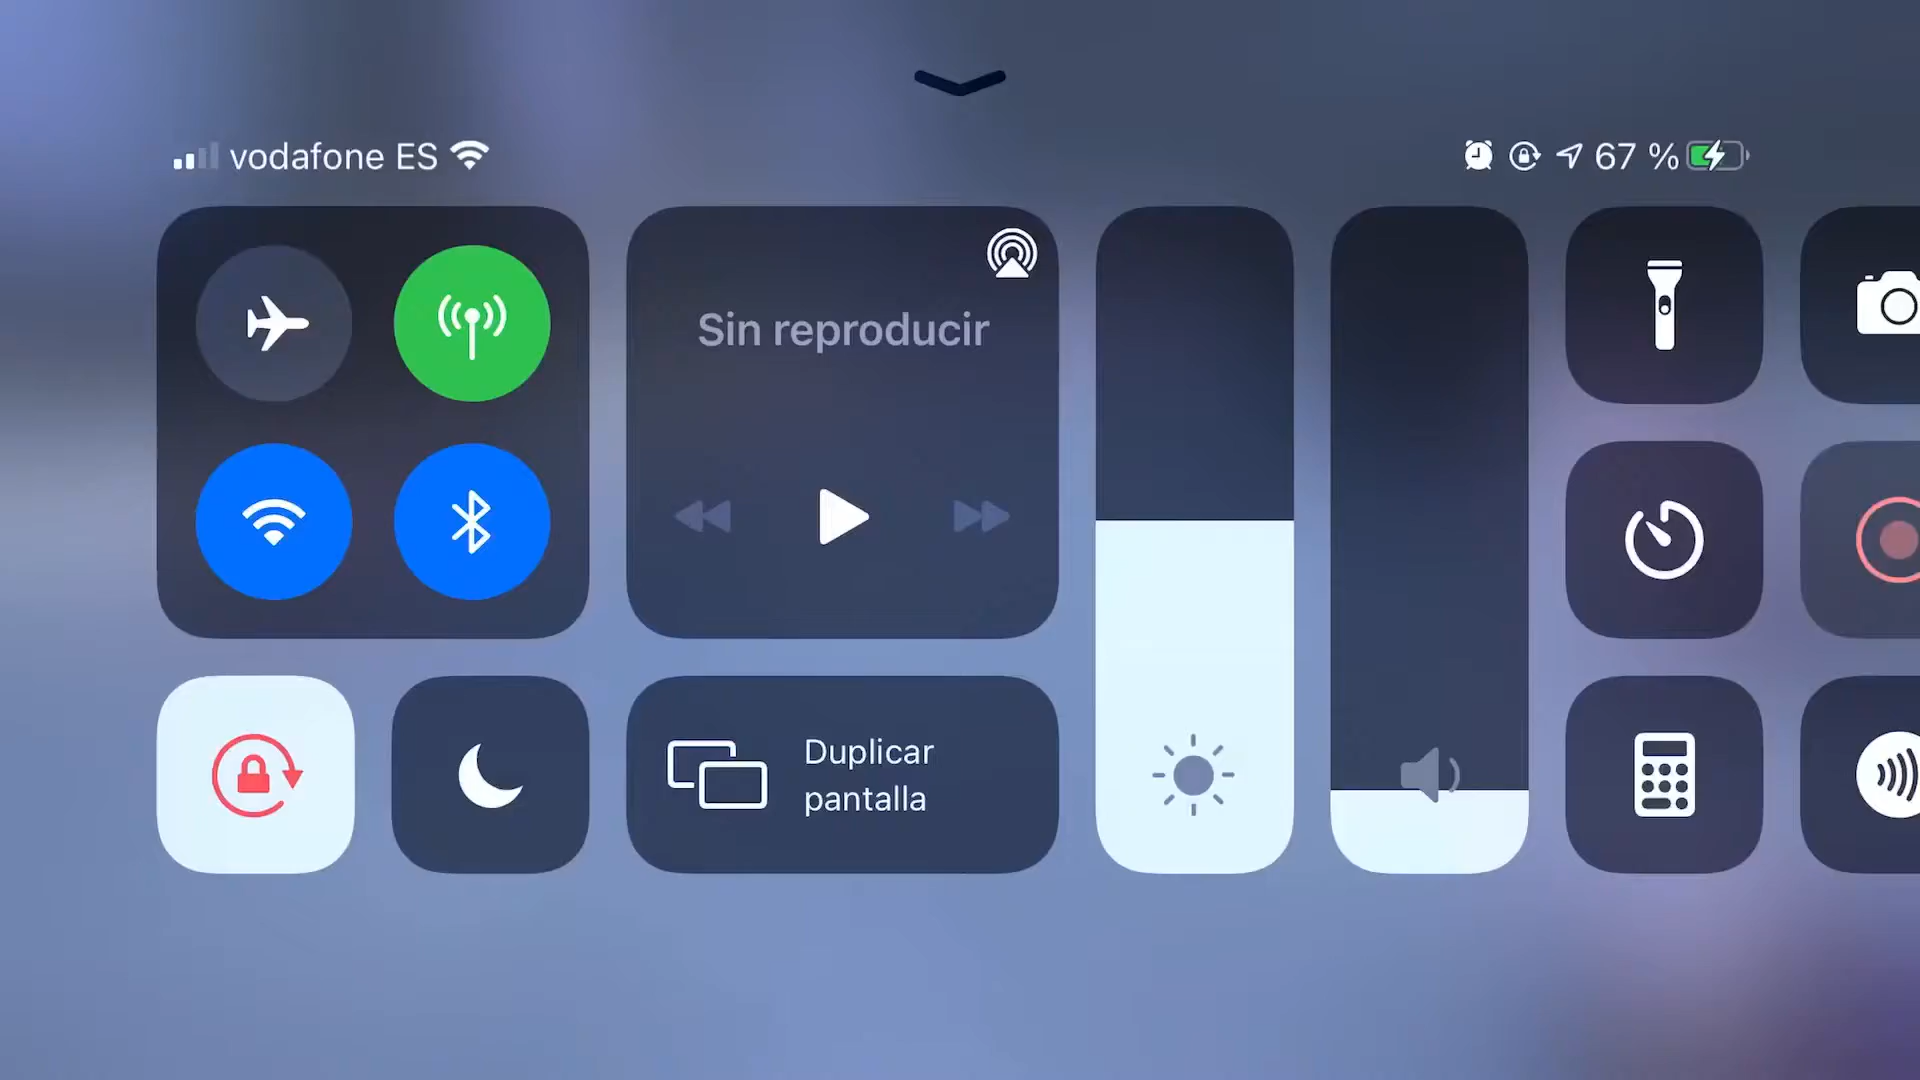 vodafone ES
67 %
Sin reproducir
Duplicar
pantalla